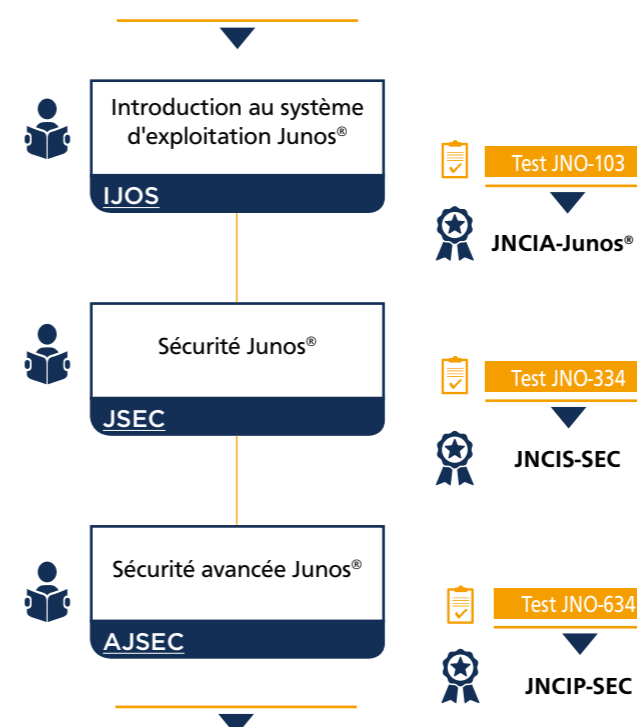 Introduction au système
d'exploitation Junos®
IJOS
Test JNO-103
JNCIA-Junos®
Sécurité Junos®
JSEC
Test JNO-334
JNCIS-SEC
Sécurité avancée Junos®
AJSEC
Test JNO-634
JNCIP-SEC